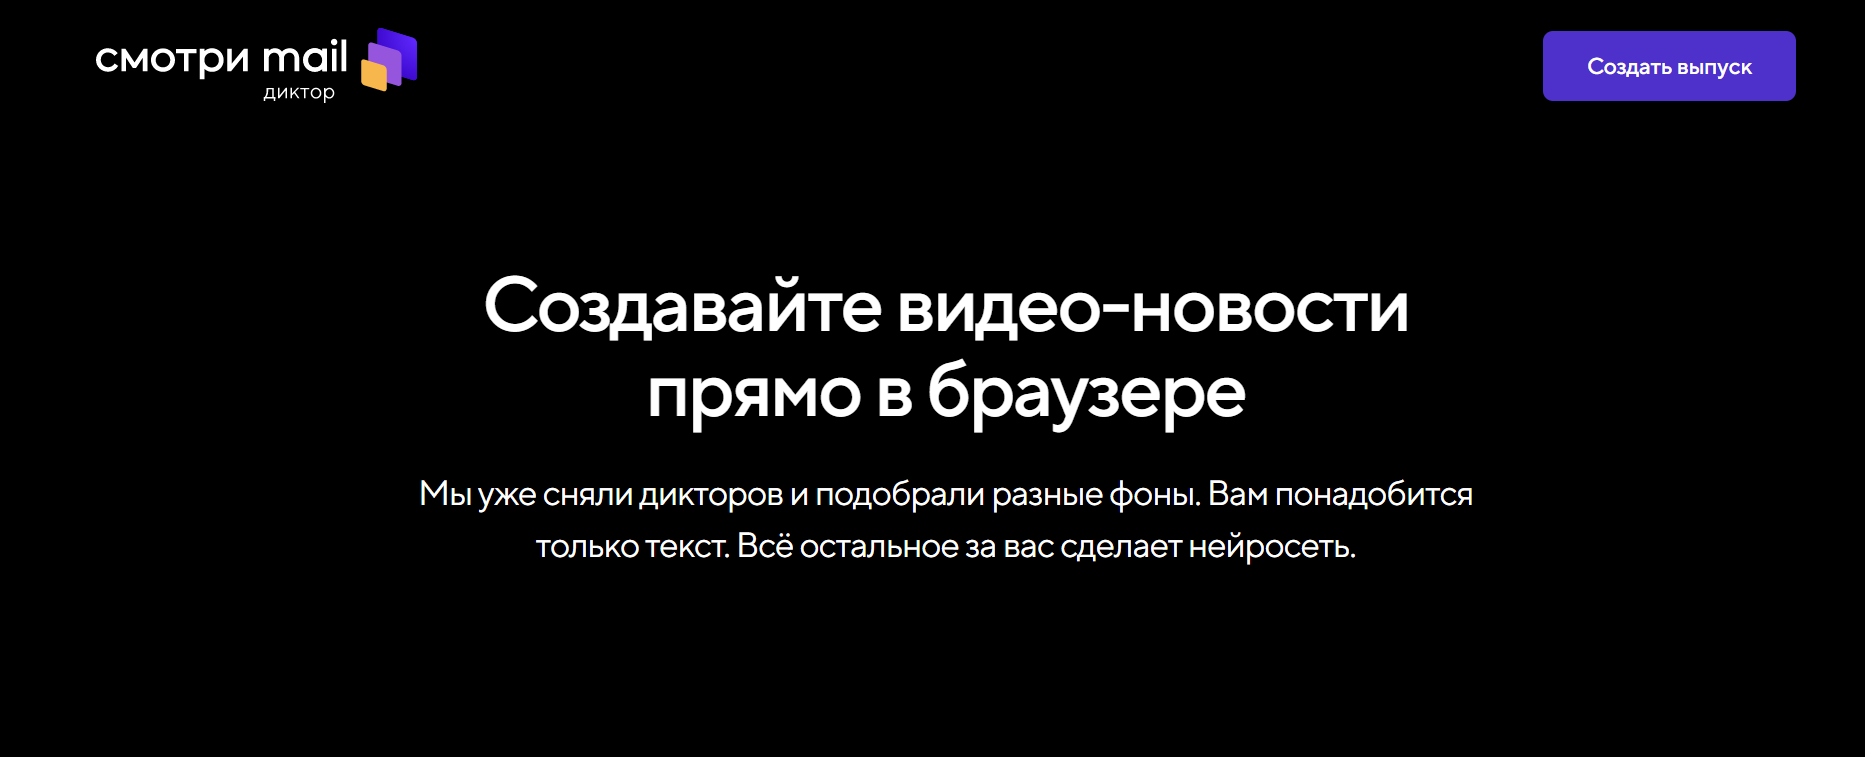 смотри mail
диктор
Создать выпуск
Создавайте видео-новости
прямо в браузере
Мы уже сняли дикторов и подобрали разные фоны. Вам понадобится
только текст. Всё остальное за вас сделает нейросеть.